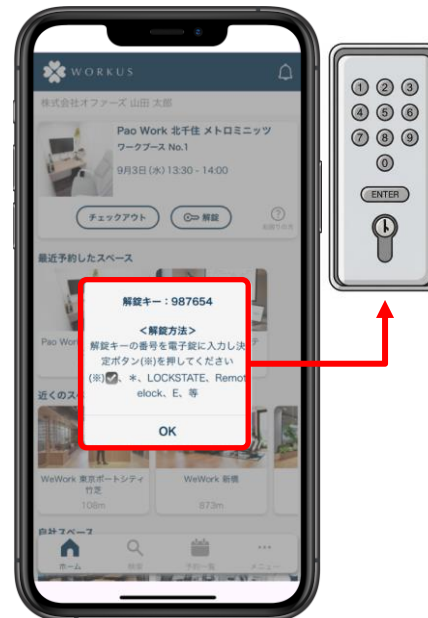 WORKUS
株式会社オファーズ 山田 太郎
Pao Work 北千住 メトロミニッツ
ワークブース No.1
9月3日(水) 13:30 - 14:00
チェックアウト
解錠
最近予約したスペース
解錠キー：987654
＜解錠方法＞
解錠キーの番号を電子錠に入力し決
定ボタン(※)を押してください
(※)✅、＊、LOCKSTATE、Remot
elock、E、等
OK
Pao Wor
近くのス
WeWork 東京ポートシティ
竹芝
108m
WeWork 新橋
873m
自社スペース
ホーム
検索
予約一覧
メニュー
1 2 3
4 5 6
7 8 9
0
ENTER